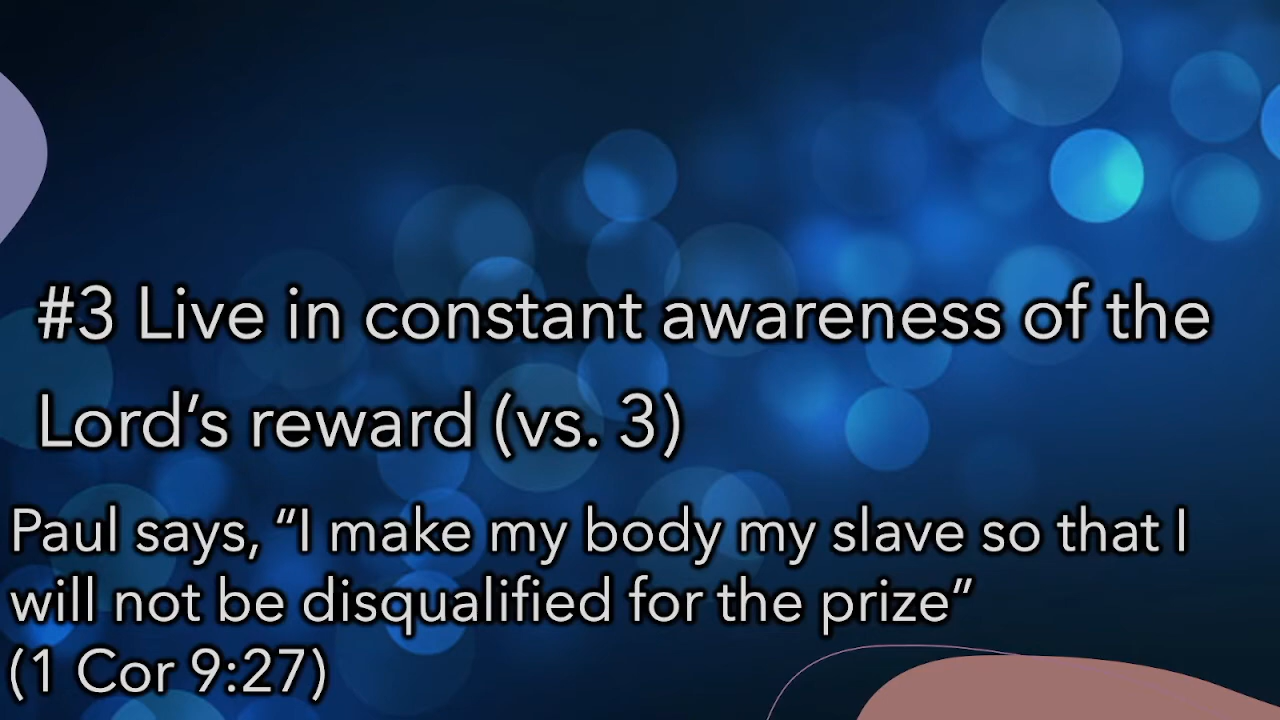 #3 Live in constant awareness of the
Lord’s reward (vs. 3)
Paul says, “I make my body my slave so that I
will not be disqualified for the prize”
(1 Cor 9:27)